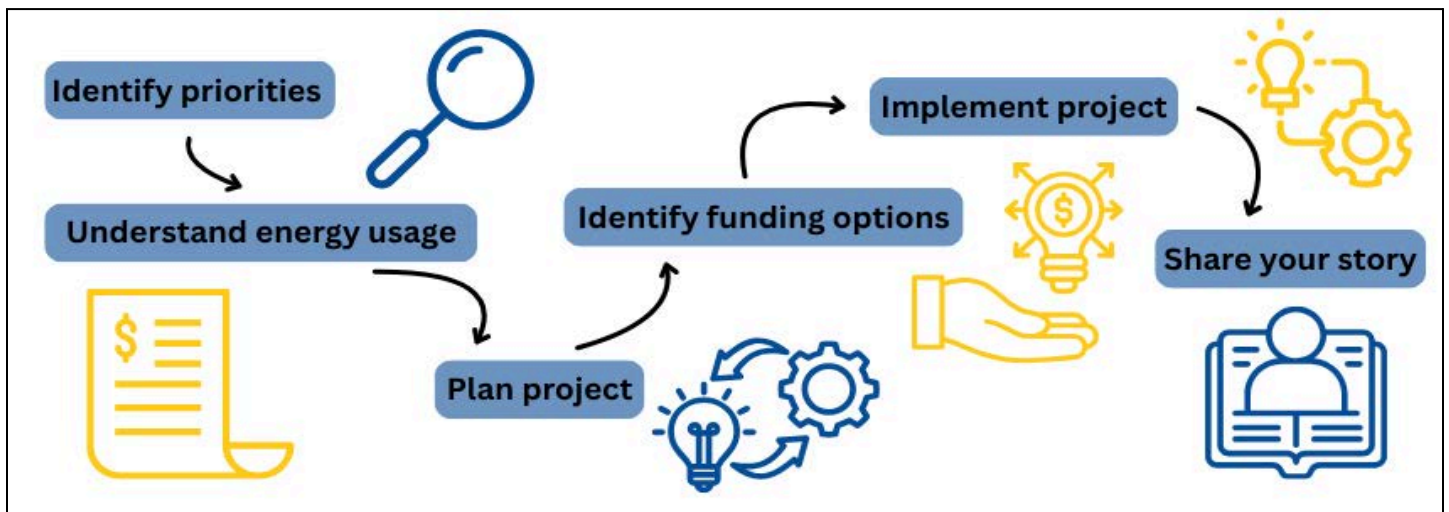 Identify priorities
Understand energy usage
$
Plan project
Identify funding options
$
Implement project
Share your story